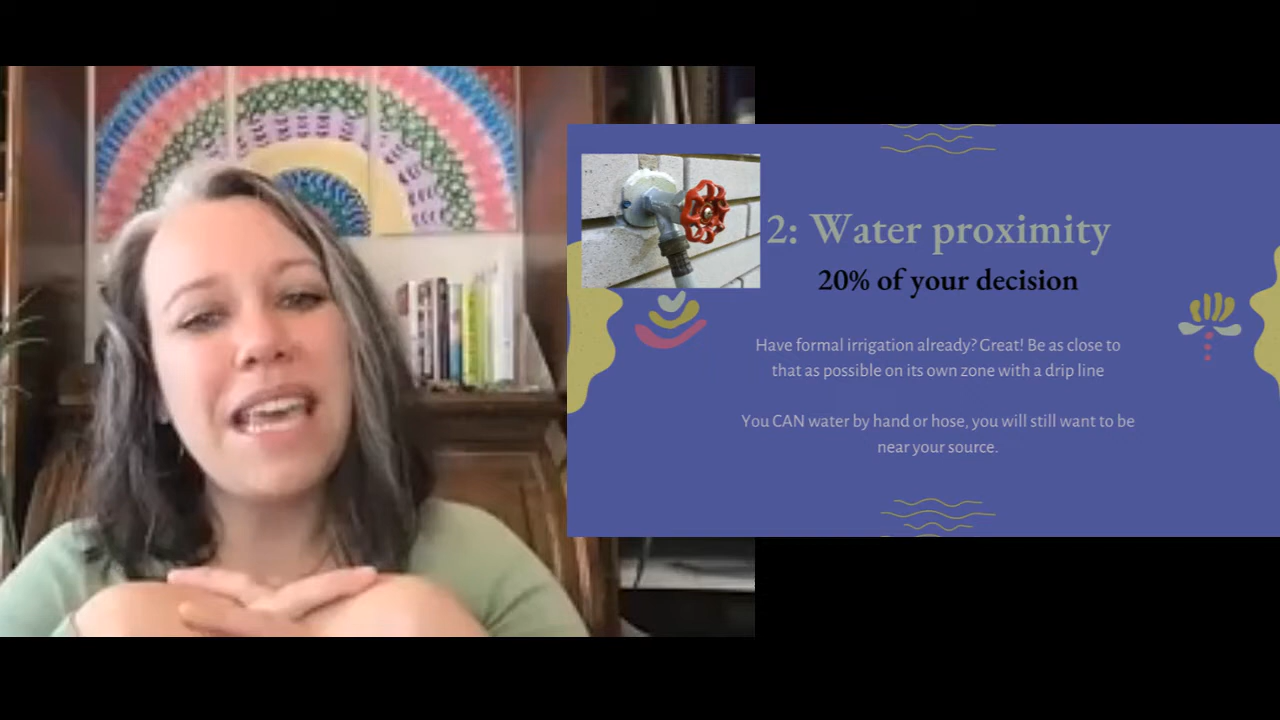 2: Water proximity
20% of your decision
Have formal irrigation already? Great! Be as close to
that as possible on its own zone with a drip line
You CAN water by hand or hose, you will still want to be
near your source.